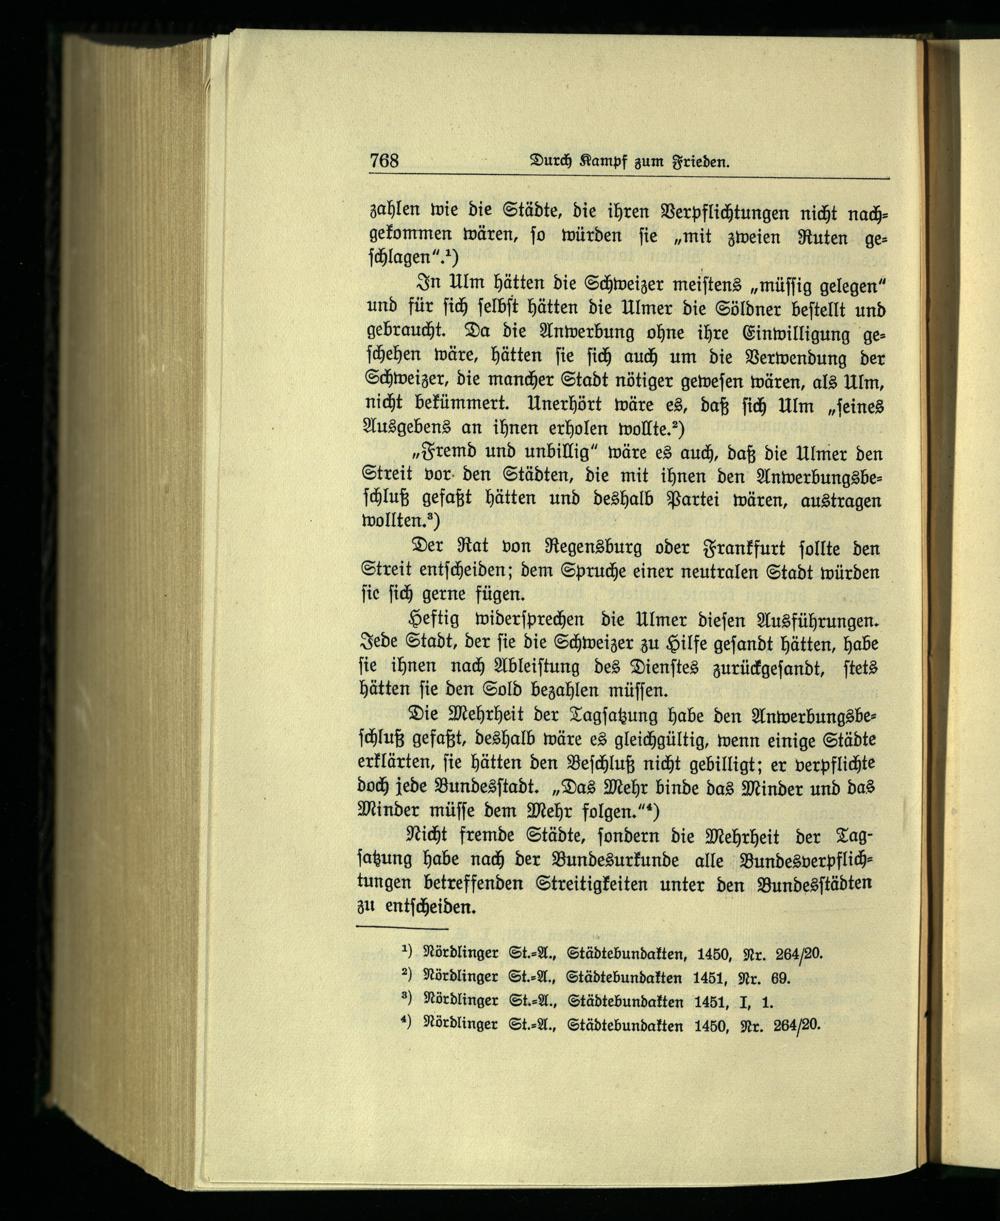 768 Durch Kampf zum Frieden.
zahlen wie die Städte, die ihren Verpflichtungen nicht nach-
gekommen wären, so würden sie „mit zweien Ruten ge-
schlagen“.¹)
In Ulm hätten die Schweizer meistens „müssig gelegen“
und für sich selbst hätten die Ulmer die Söldner bestellt und
gebraucht. Da die Anwerbung ohne ihre Einwilligung ge-
schehen wäre, hätten sie sich auch um die Verwendung der
Schweizer, die mancher Stadt nötiger gewesen wären, als Ulm,
nicht bekümmert. Unerhört wäre es, daß sich Ulm „seines
Ausgebens an ihnen erholen wollte.²)
„Fremd und unbillig“ wäre es auch, daß die Ulmer den
Streit vor den Städten, die mit ihnen den Anwerbungsbe-
schluß gefaßt hätten und deshalb Partei wären, austragen
wollten.³)
Der Rat von Regensburg oder Frankfurt sollte den
Streit entscheiden; dem Spruche einer neutralen Stadt würden
sie sich gerne fügen.
Heftig widersprechen die Ulmer diesen Ausführungen.
Jede Stadt, der sie die Schweizer zu Hilfe gesandt hätten, habe
sie ihnen nach Ableistung des Dienstes zurückgesandt, stets
hätten sie den Sold bezahlen müssen.
Die Mehrheit der Tagsatzung habe den Anwerbungsbe-
schluß gefaßt, deshalb wäre es gleichgültig, wenn einige Städte
erklärten, sie hätten den Beschluß nicht gebilligt; er verpflichte
doch jede Bundesstadt. „Das Mehr binde das Minder und das
Minder müsse dem Mehr folgen.“⁴)
Nicht fremde Städte, sondern die Mehrheit der Tag-
satzung habe nach der Bundesurkunde alle Bundesverpflich-
tungen betreffenden Streitigkeiten unter den Bundesstädten
zu entscheiden.
¹) Nördlinger St.-A., Städtebundakten, 1450, Nr. 264/20.
²) Nördlinger St.-A., Städtebundakten 1451, Nr. 69.
³) Nördlinger St.-A., Städtebundakten 1451, I, 1.
⁴) Nördlinger St.-A., Städtebundakten 1450, Nr. 264/20.